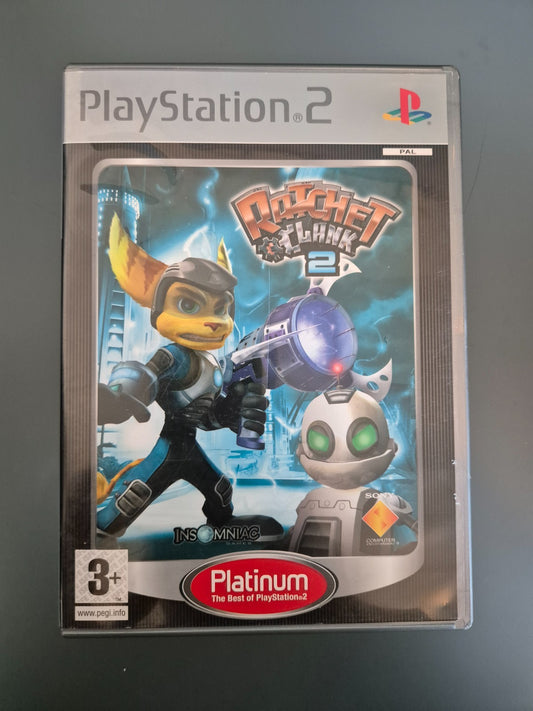 PlayStation®2
PAL
RATCHET
& CLANK
2
INSOMNIAC
GAMES
SONY
COMPUTER
ENTERTAINMENT®
3+
TM
www.pegi.info
Platinum
The Best of PlayStation®2